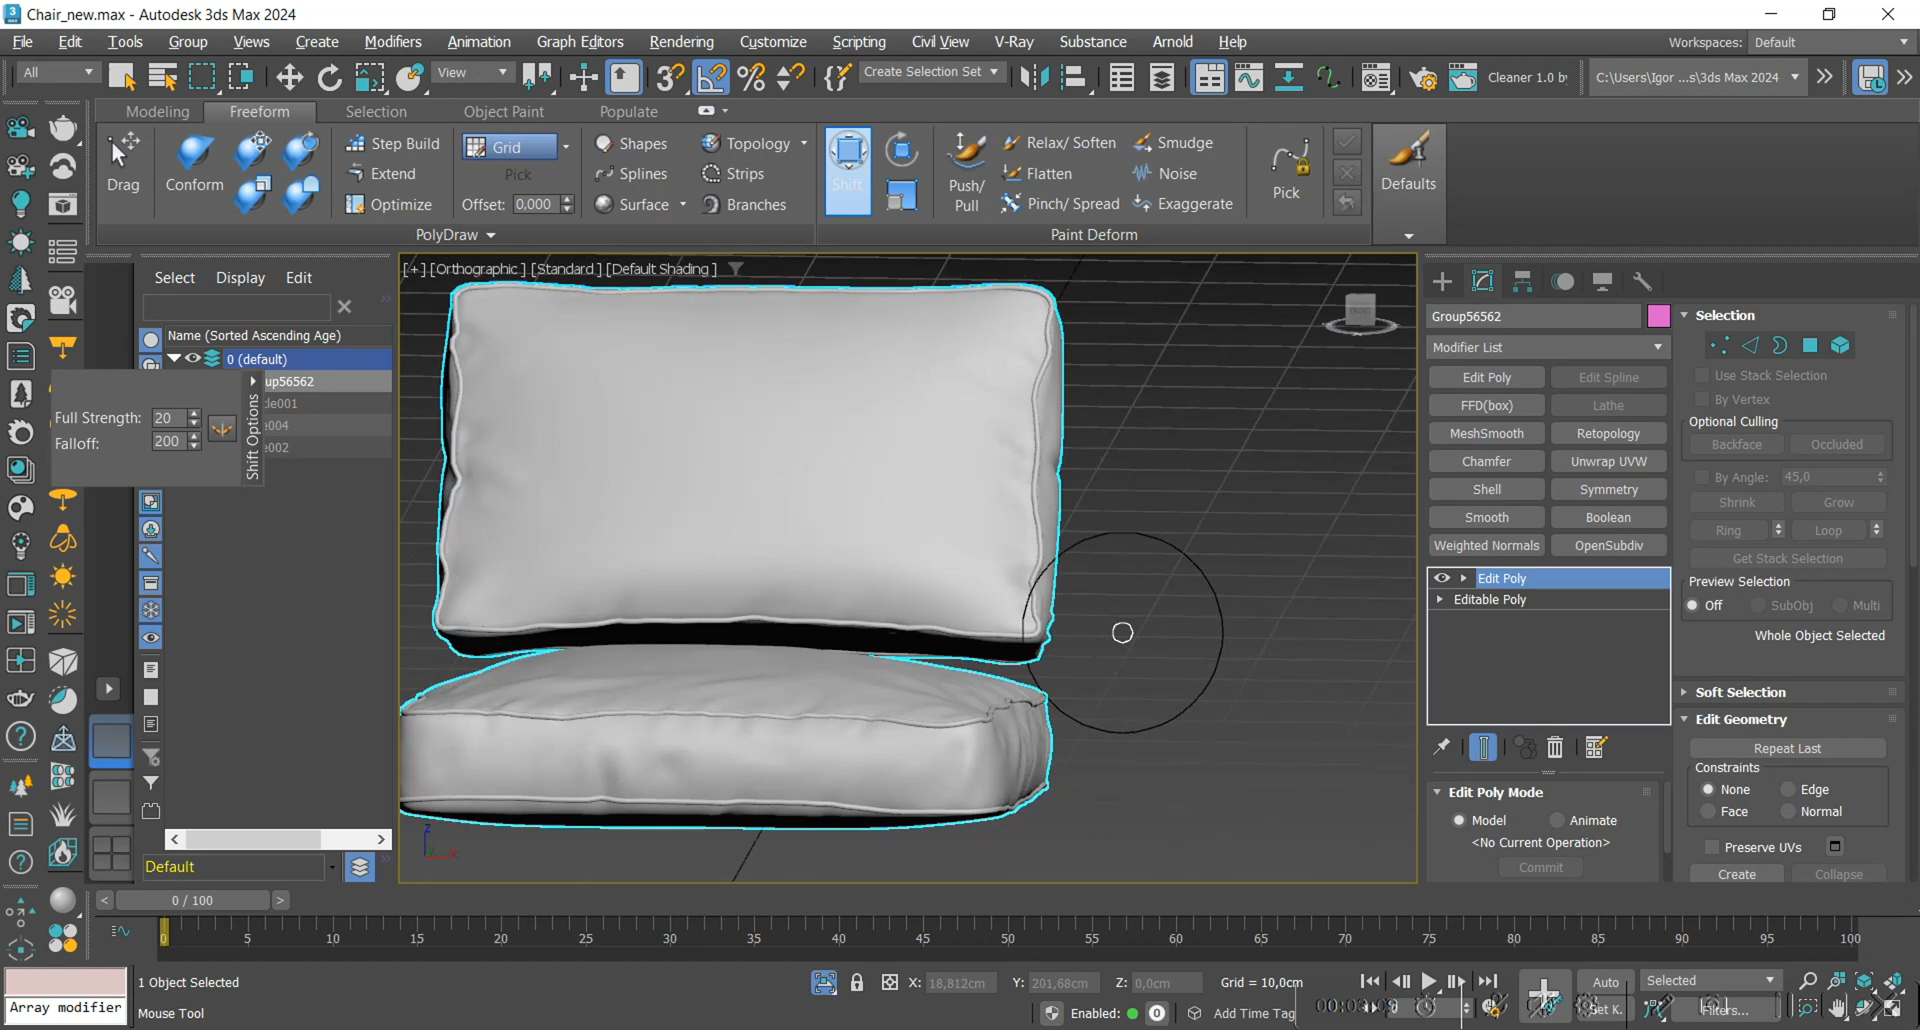 Chair_new.max - Autodesk 3ds Max 2024
File Edit Tools Group Views Create Modifiers Animation Graph Editors Rendering Customize Scripting Civil View V-Ray Substance Arnold Help Workspaces: Default
All View Create Selection Set Cleaner 1.0 b C:\Users\Igor ...s\3ds Max 2024
Modeling Freeform Selection Object Paint Populate
Drag Conform Step Build Extend Optimize Grid Pick Offset: 0,000 Shapes Splines Surface Topology Strips Branches Shift Push/ Pull Relax/ Soften Flatten Pinch/ Spread Smudge Noise Exaggerate Pick Defaults
PolyDraw Paint Deform
Select Display Edit
Name (Sorted Ascending Age)
0 (default)
up56562
:le001
:004
:002
Full Strength: 20
Falloff: 200
Shift Options
Default
[+] [Orthographic] [Standard] [Default Shading]
FRONT
Z
X
Group56562
Modifier List
Edit Poly Edit Spline
FFD(box) Lathe
MeshSmooth Retopology
Chamfer Unwrap UVW
Shell Symmetry
Smooth Boolean
Weighted Normals OpenSubdiv
Edit Poly
Editable Poly
Edit Poly Mode
Model Animate
<No Current Operation>
Commit
Selection
Use Stack Selection
By Vertex
Optional Culling
Backface Occluded
By Angle: 45,0
Shrink Grow
Ring Loop
Get Stack Selection
Preview Selection
Off SubObj Multi
Whole Object Selected
Soft Selection
Edit Geometry
Repeat Last
Constraints
None Edge
Face Normal
Preserve UVs
Create Collapse
0 / 100
0 5 10 15 20 25 30 35 40 45 50 55 60 65 70 75 80 85 90 95 100
Array modifier
1 Object Selected
Mouse Tool
X: 18,812cm Y: 201,68cm Z: 0,0cm Grid = 10,0cm
Enabled: 0 Add Time Tag
Auto Selected
Set K. Filters...